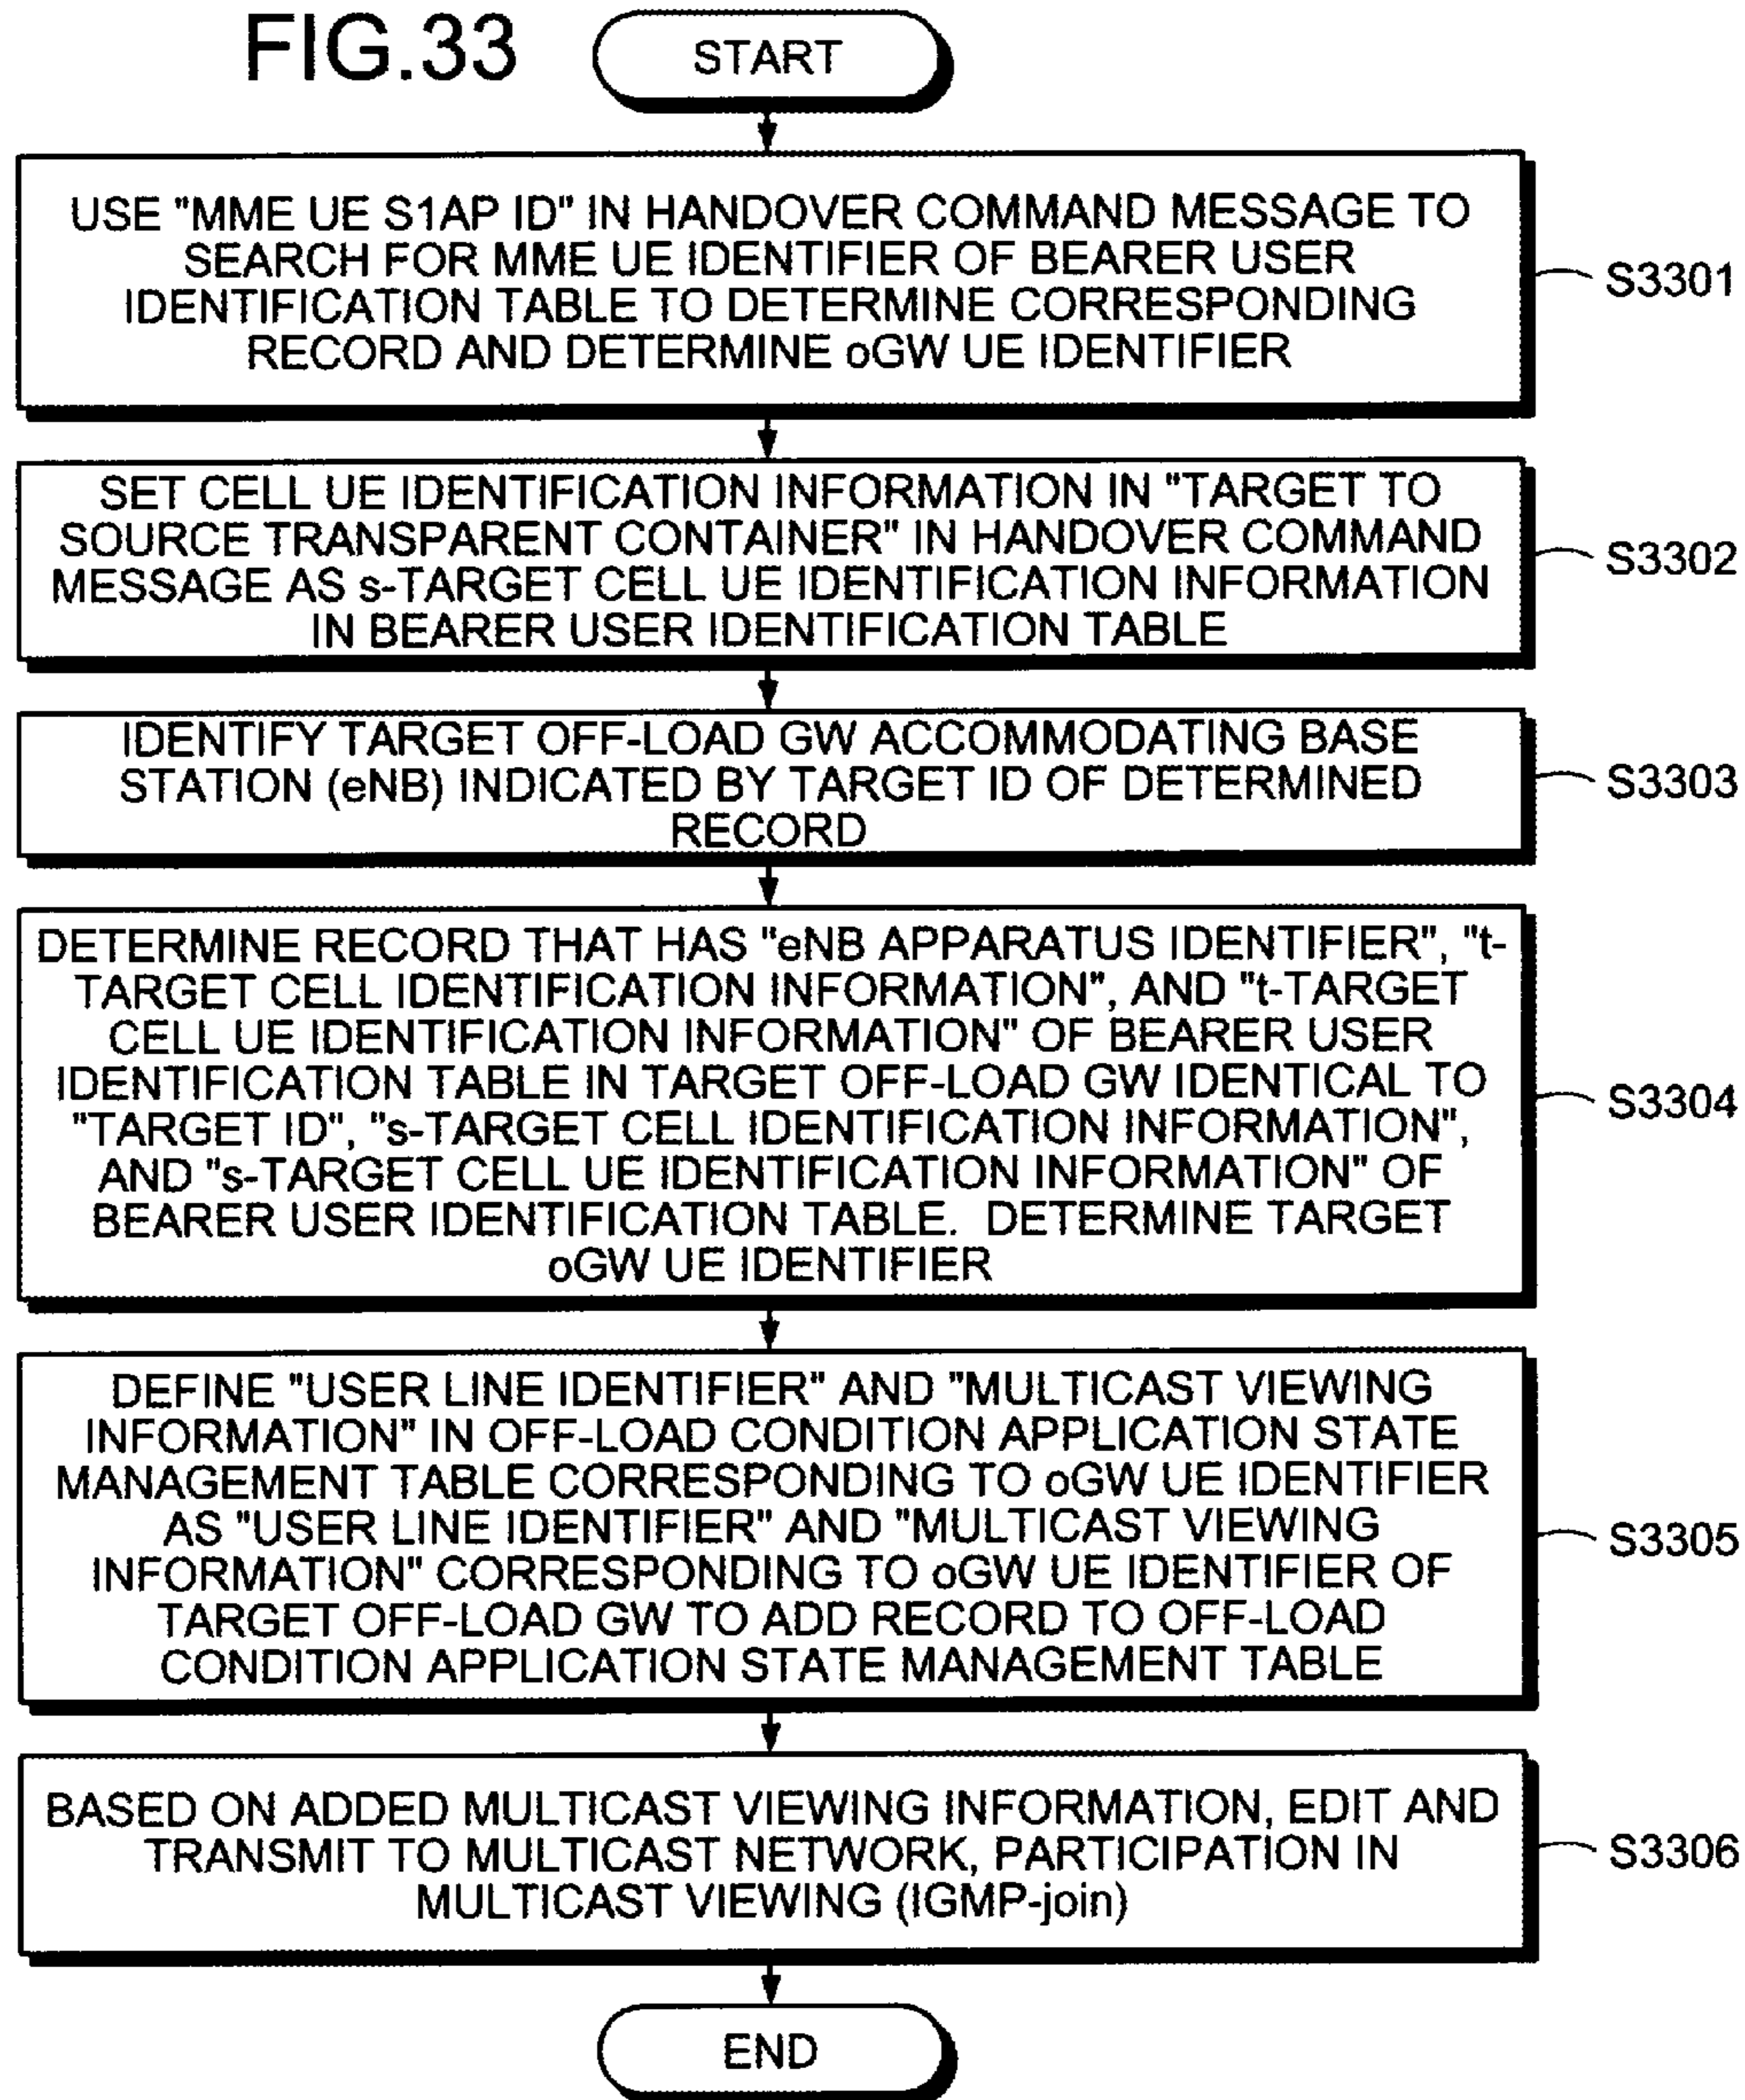 FIG.33
START
USE "MME UE S1AP ID" IN HANDOVER COMMAND MESSAGE TO
SEARCH FOR MME UE IDENTIFIER OF BEARER USER
IDENTIFICATION TABLE TO DETERMINE CORRESPONDING
RECORD AND DETERMINE oGW UE IDENTIFIER
S3301
SET CELL UE IDENTIFICATION INFORMATION IN "TARGET TO
SOURCE TRANSPARENT CONTAINER" IN HANDOVER COMMAND
MESSAGE AS s-TARGET CELL UE IDENTIFICATION INFORMATION
IN BEARER USER IDENTIFICATION TABLE
S3302
IDENTIFY TARGET OFF-LOAD GW ACCOMMODATING BASE
STATION (eNB) INDICATED BY TARGET ID OF DETERMINED
RECORD
S3303
DETERMINE RECORD THAT HAS "eNB APPARATUS IDENTIFIER", "t-
TARGET CELL IDENTIFICATION INFORMATION", AND "t-TARGET
CELL UE IDENTIFICATION INFORMATION" OF BEARER USER
IDENTIFICATION TABLE IN TARGET OFF-LOAD GW IDENTICAL TO
"TARGET ID", "s-TARGET CELL IDENTIFICATION INFORMATION",
AND "s-TARGET CELL UE IDENTIFICATION INFORMATION" OF
BEARER USER IDENTIFICATION TABLE. DETERMINE TARGET
oGW UE IDENTIFIER
S3304
DEFINE "USER LINE IDENTIFIER" AND "MULTICAST VIEWING
INFORMATION" IN OFF-LOAD CONDITION APPLICATION STATE
MANAGEMENT TABLE CORRESPONDING TO oGW UE IDENTIFIER
AS "USER LINE IDENTIFIER" AND "MULTICAST VIEWING
INFORMATION" CORRESPONDING TO oGW UE IDENTIFIER OF
TARGET OFF-LOAD GW TO ADD RECORD TO OFF-LOAD
CONDITION APPLICATION STATE MANAGEMENT TABLE
S3305
BASED ON ADDED MULTICAST VIEWING INFORMATION, EDIT AND
TRANSMIT TO MULTICAST NETWORK, PARTICIPATION IN
MULTICAST VIEWING (IGMP-join)
S3306
END